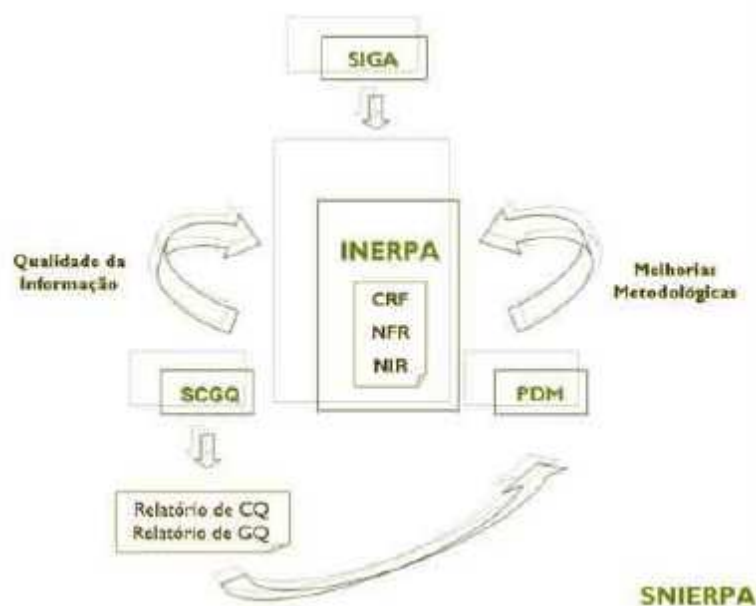 SIGA
Qualidade da
Informação
INERPA
CRF
NFR
NIR
Melhorias
Metodológicas
SCGQ
PDM
Relatório de CQ
Relatório de GQ
SNIERPA